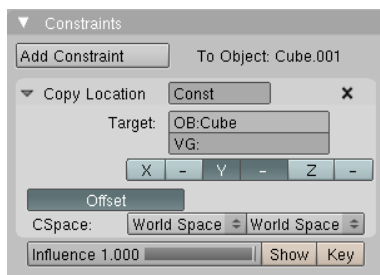 Constraints
Add Constraint To Object: Cube.001
Copy Location Const x
Target: OB:Cube
VG:
X - Y - Z -
Offset
CSpace: World Space World Space
Influence 1.000 Show Key